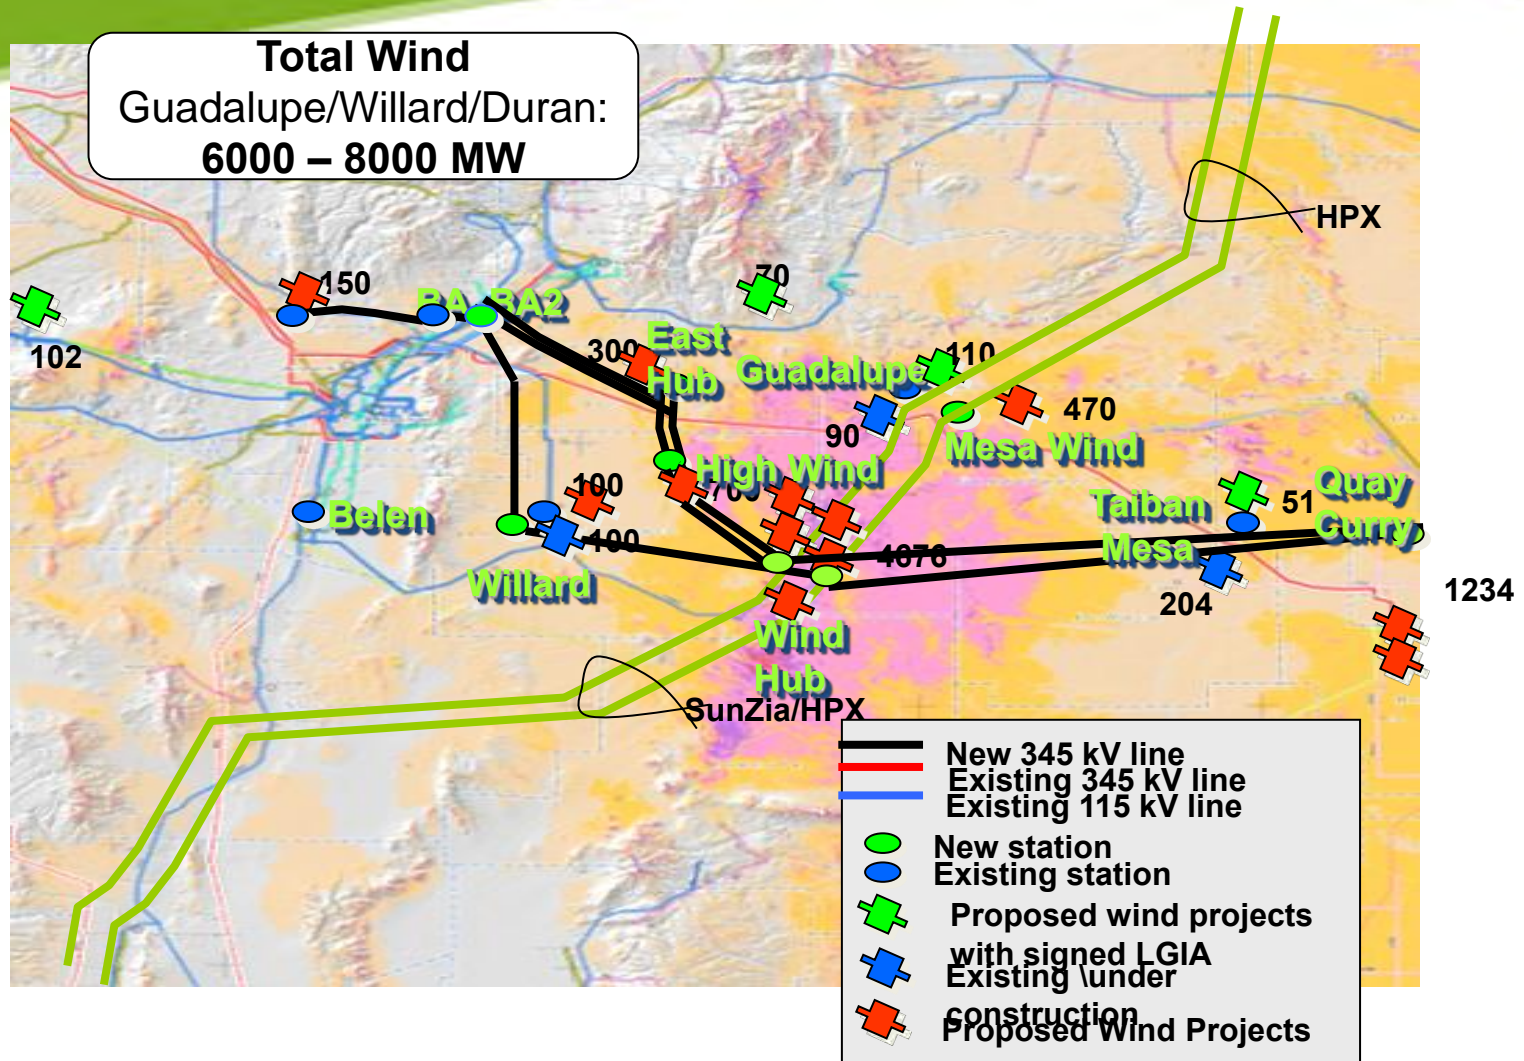 Total Wind
Guadalupe/Willard/Duran:
6000 – 8000 MW
HPX
150
BA
BA2
70
102
300
East
Hub
Guadalupe
110
470
90
Mesa Wind
High Wind
100
Belen
100
Willard
Taiban
Mesa
51
Quay
Curry
204
1234
Wind
Hub
SunZia/HPX
New 345 kV line
Existing 345 kV line
Existing 115 kV line
New station
Existing station
Proposed wind projects
with signed LGIA
Existing \under
construction
Proposed Wind Projects